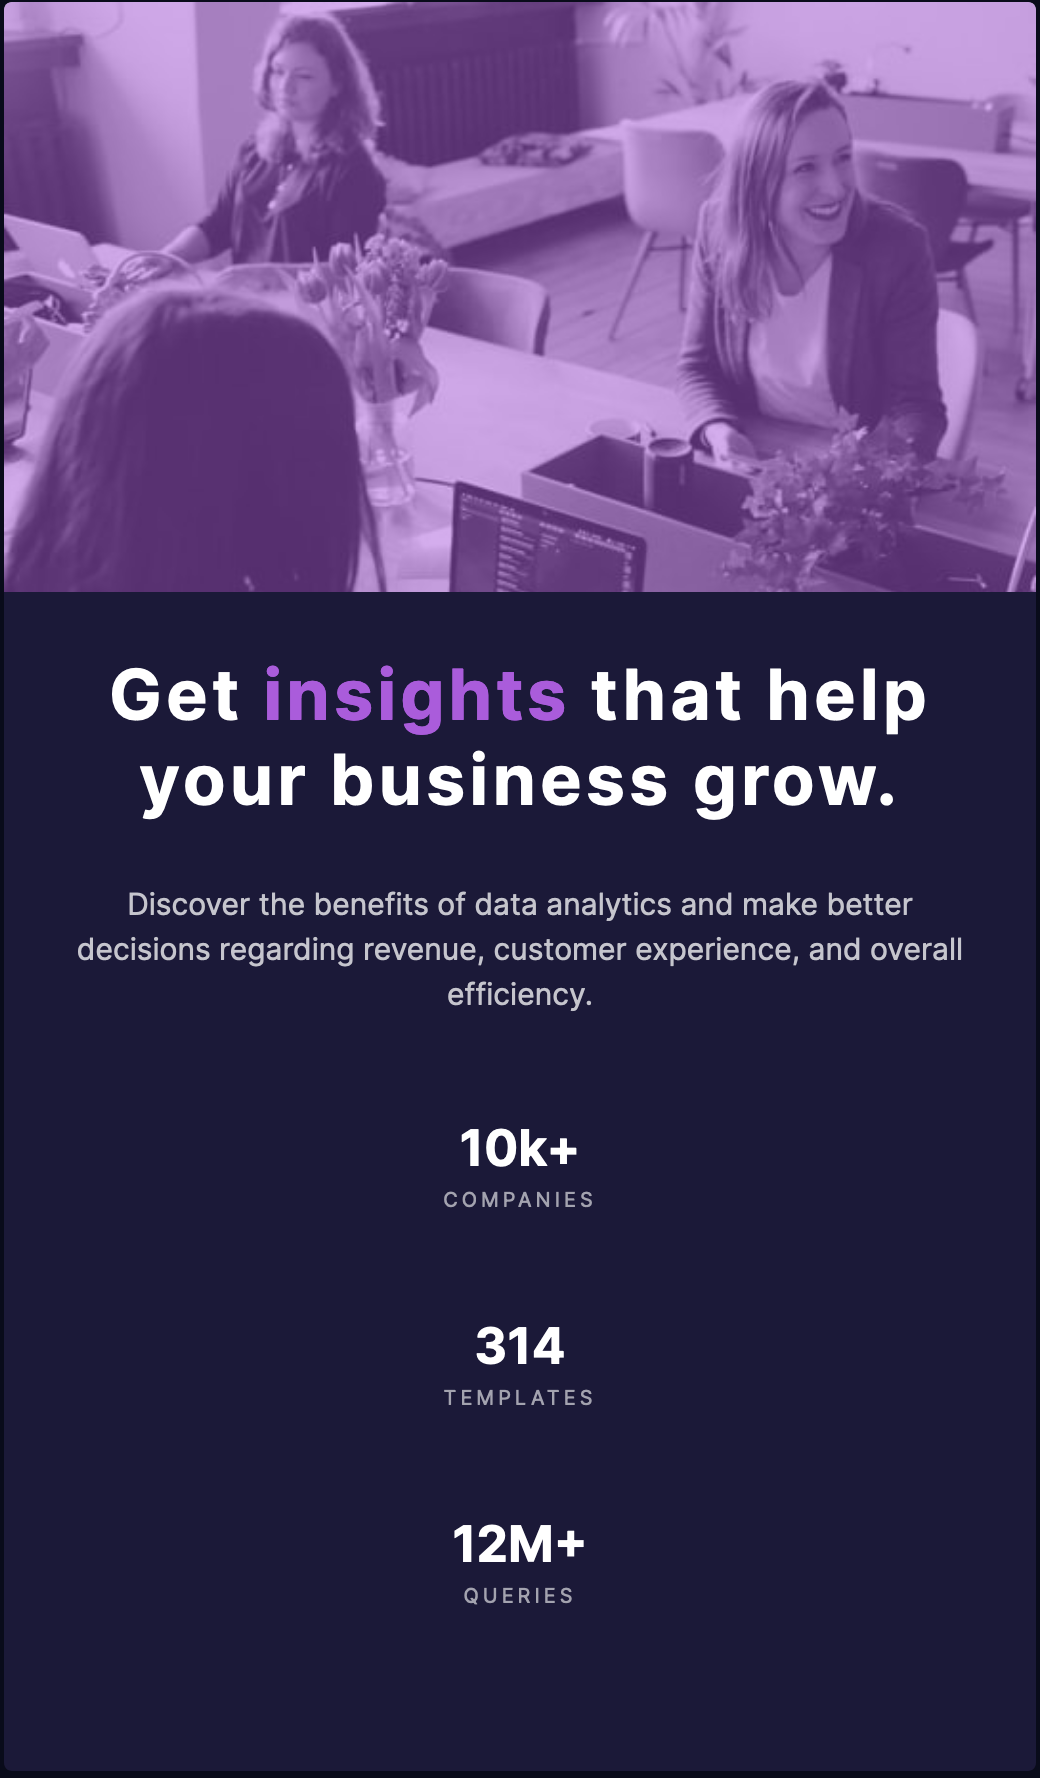 Get insights that help
your business grow.
Discover the benefits of data analytics and make better
decisions regarding revenue, customer experience, and overall
efficiency.
10k+
COMPANIES
314
TEMPLATES
12M+
QUERIES